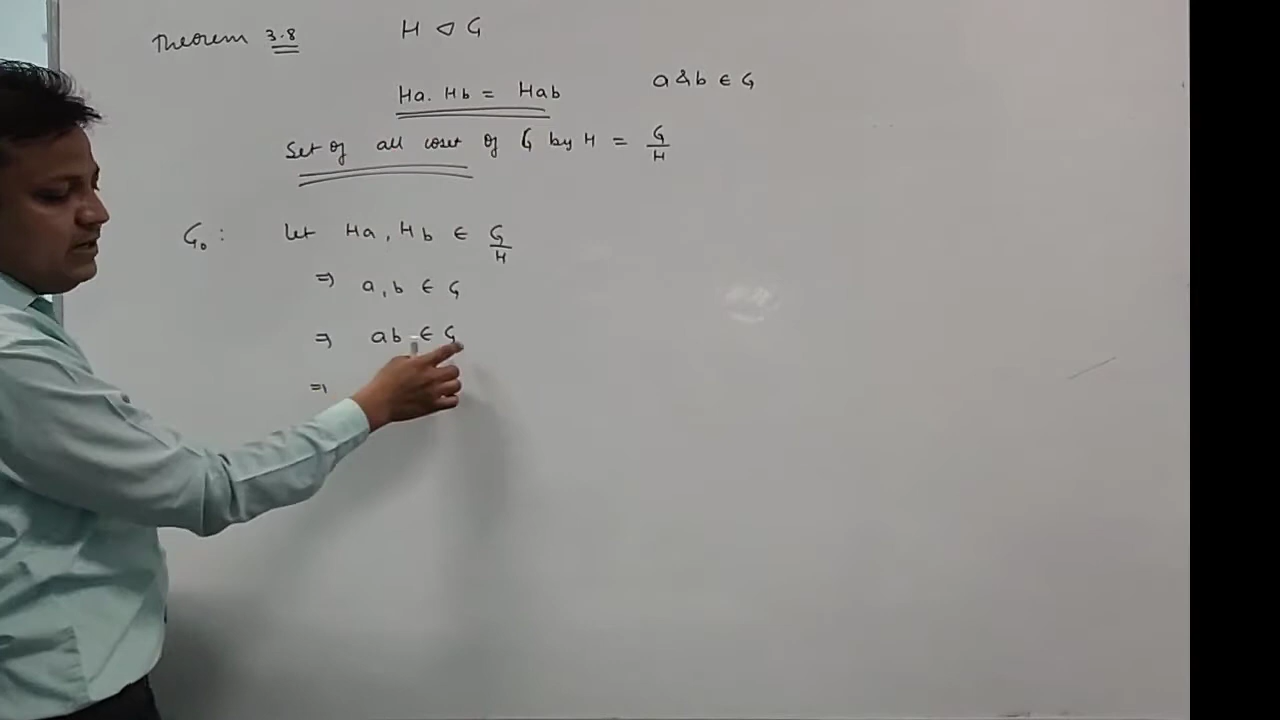 Theorem 3.8 H ⊲ G
Ha. Hb = Hab a & b ∈ G
Set of all coset of G by H = G/H
G₀ : let Ha, Hb ∈ G/H
⇒ a, b ∈ G
⇒ ab ∈ G
⇒